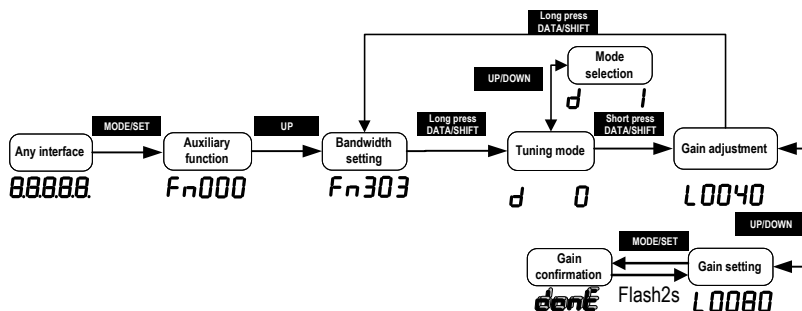 Long press
DATA/SHIFT
Mode
selection
UP/DOWN
d 1
MODE/SET
UP
Long press
DATA/SHIFT
Short press
DATA/SHIFT
Any interface
Auxiliary
function
Bandwidth
setting
Tuning mode
Gain adjustment
8.8.8.8.8.
Fn000
Fn303
d 0
L0040
UP/DOWN
MODE/SET
Gain
confirmation
Gain setting
donE
Flash2s
L0080